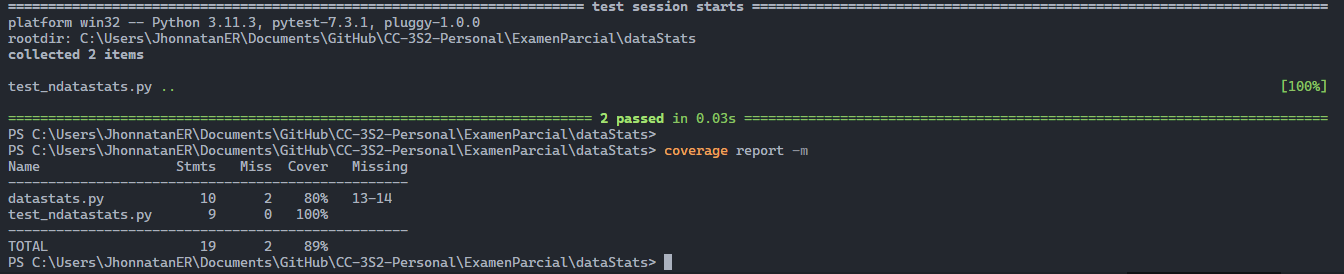 ======================================================================== test session starts ========================================================================
platform win32 -- Python 3.11.3, pytest-7.3.1, pluggy-1.0.0
rootdir: C:\Users\JhonnatanER\Documents\GitHub\CC-3S2-Personal\ExamenParcial\dataStats
collected 2 items
test_ndatastats.py .. [100%]
========================================================================= 2 passed in 0.03s =========================================================================
PS C:\Users\JhonnatanER\Documents\GitHub\CC-3S2-Personal\ExamenParcial\dataStats>
PS C:\Users\JhonnatanER\Documents\GitHub\CC-3S2-Personal\ExamenParcial\dataStats> coverage report -m
Name                 Stmts   Miss  Cover   Missing
--------------------------------------------------
datastats.py            10      2    80%   13-14
test_ndatastats.py       9      0   100%
--------------------------------------------------
TOTAL                   19      2    89%
PS C:\Users\JhonnatanER\Documents\GitHub\CC-3S2-Personal\ExamenParcial\dataStats>